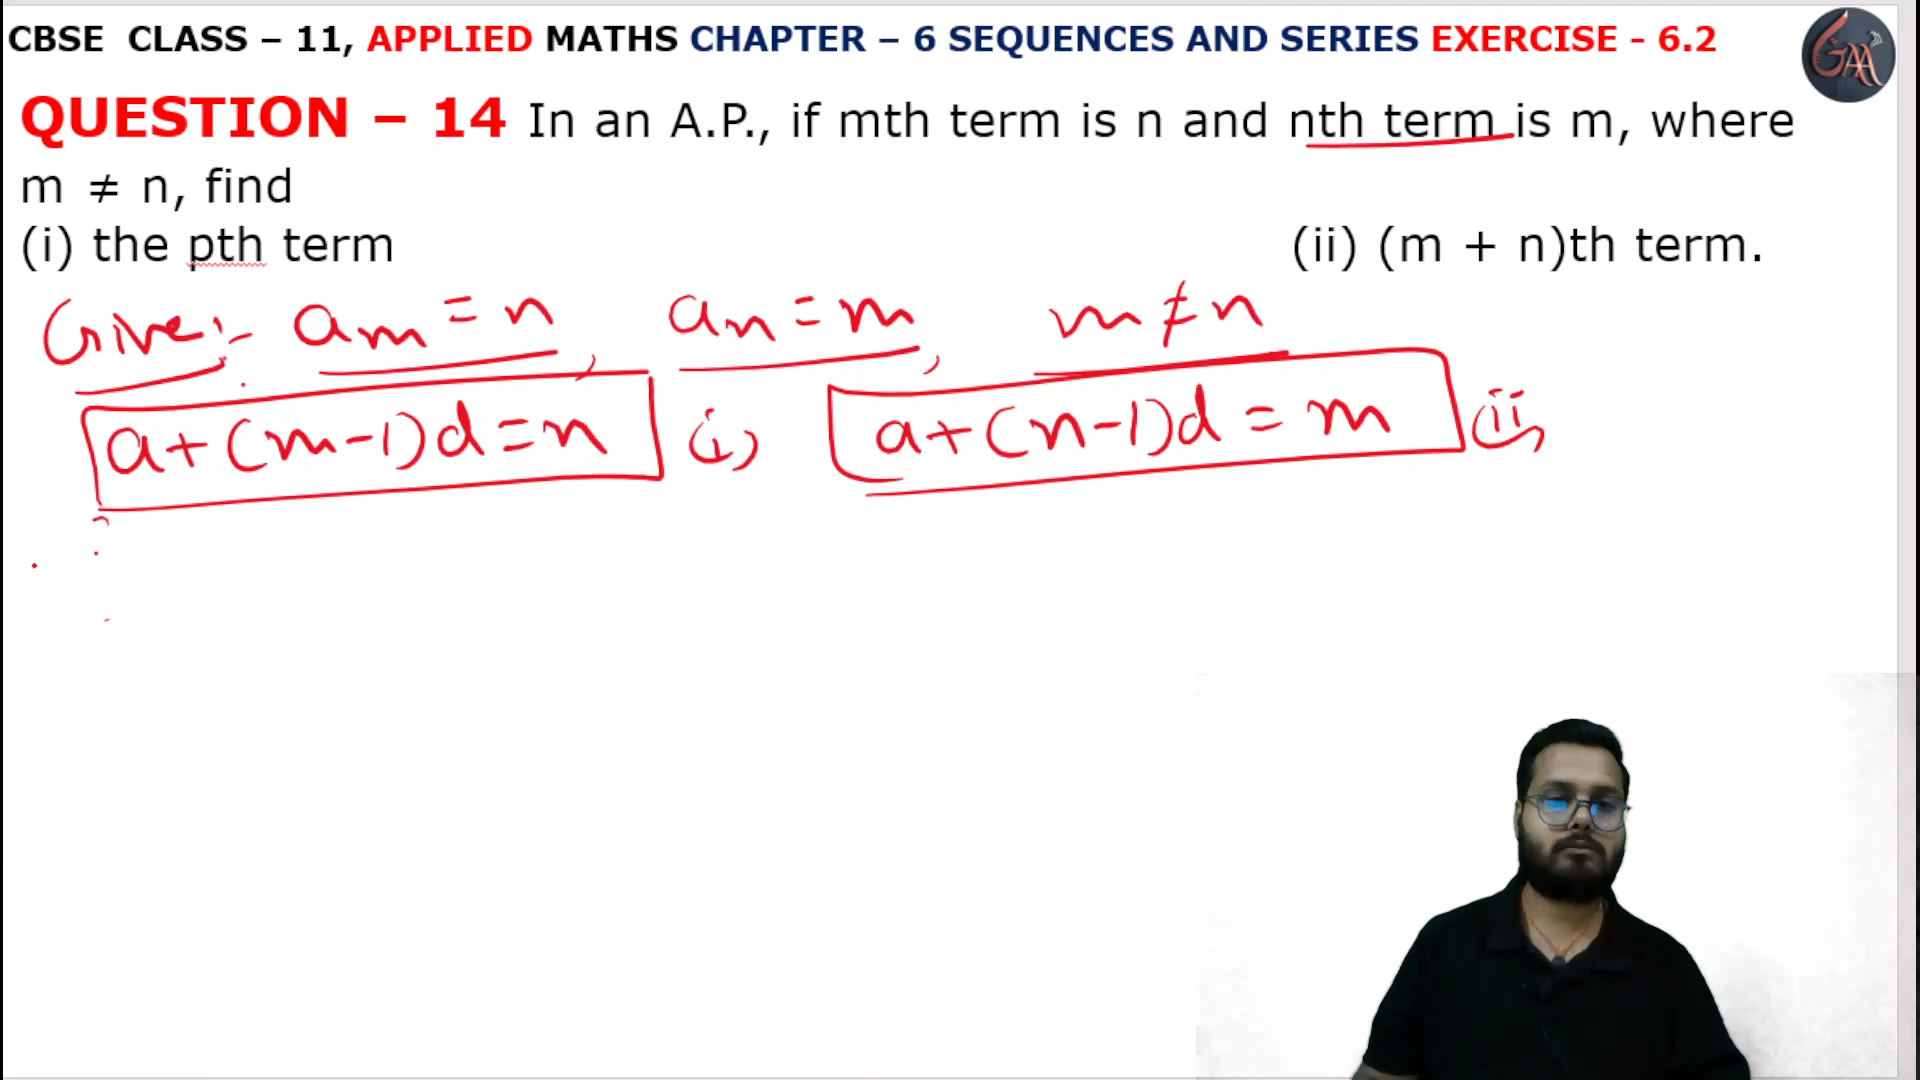 CBSE CLASS – 11, APPLIED MATHS CHAPTER – 6 SEQUENCES AND SERIES EXERCISE - 6.2
QUESTION – 14 In an A.P., if mth term is n and nth term is m, where
m ≠ n, find
(i) the pth term (ii) (m + n)th term.
Give:- am = n, an = m, m ≠ n
a+(m-1)d=n (i) a+(n-1)d=m (ii)